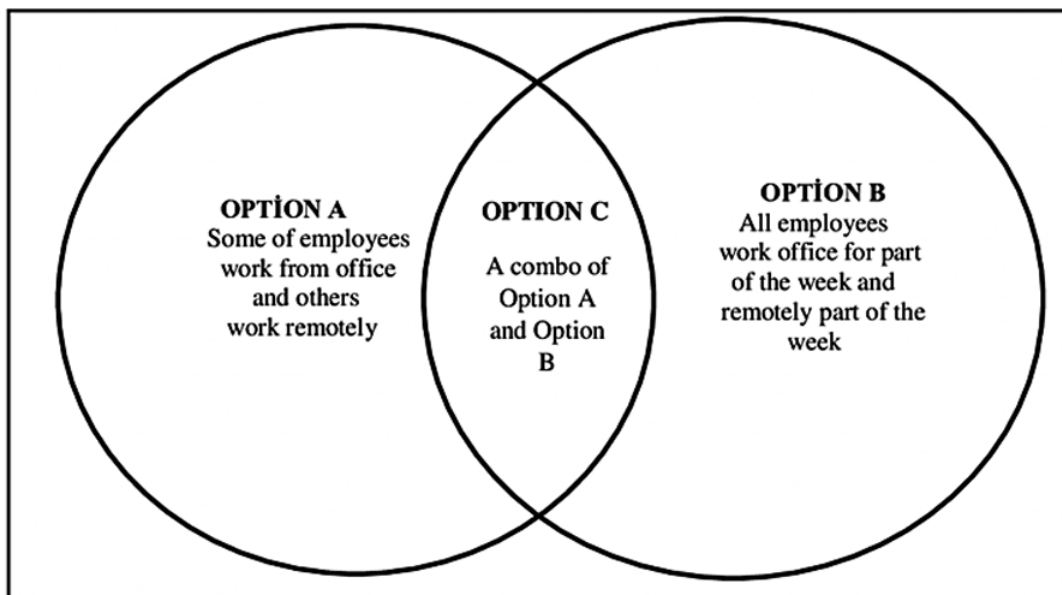 OPTİON A
Some of employees
work from office
and others
work remotely
OPTION C
A combo of
Option A
and Option
B
OPTİON B
All employees
work office for part
of the week and
remotely part of the
week